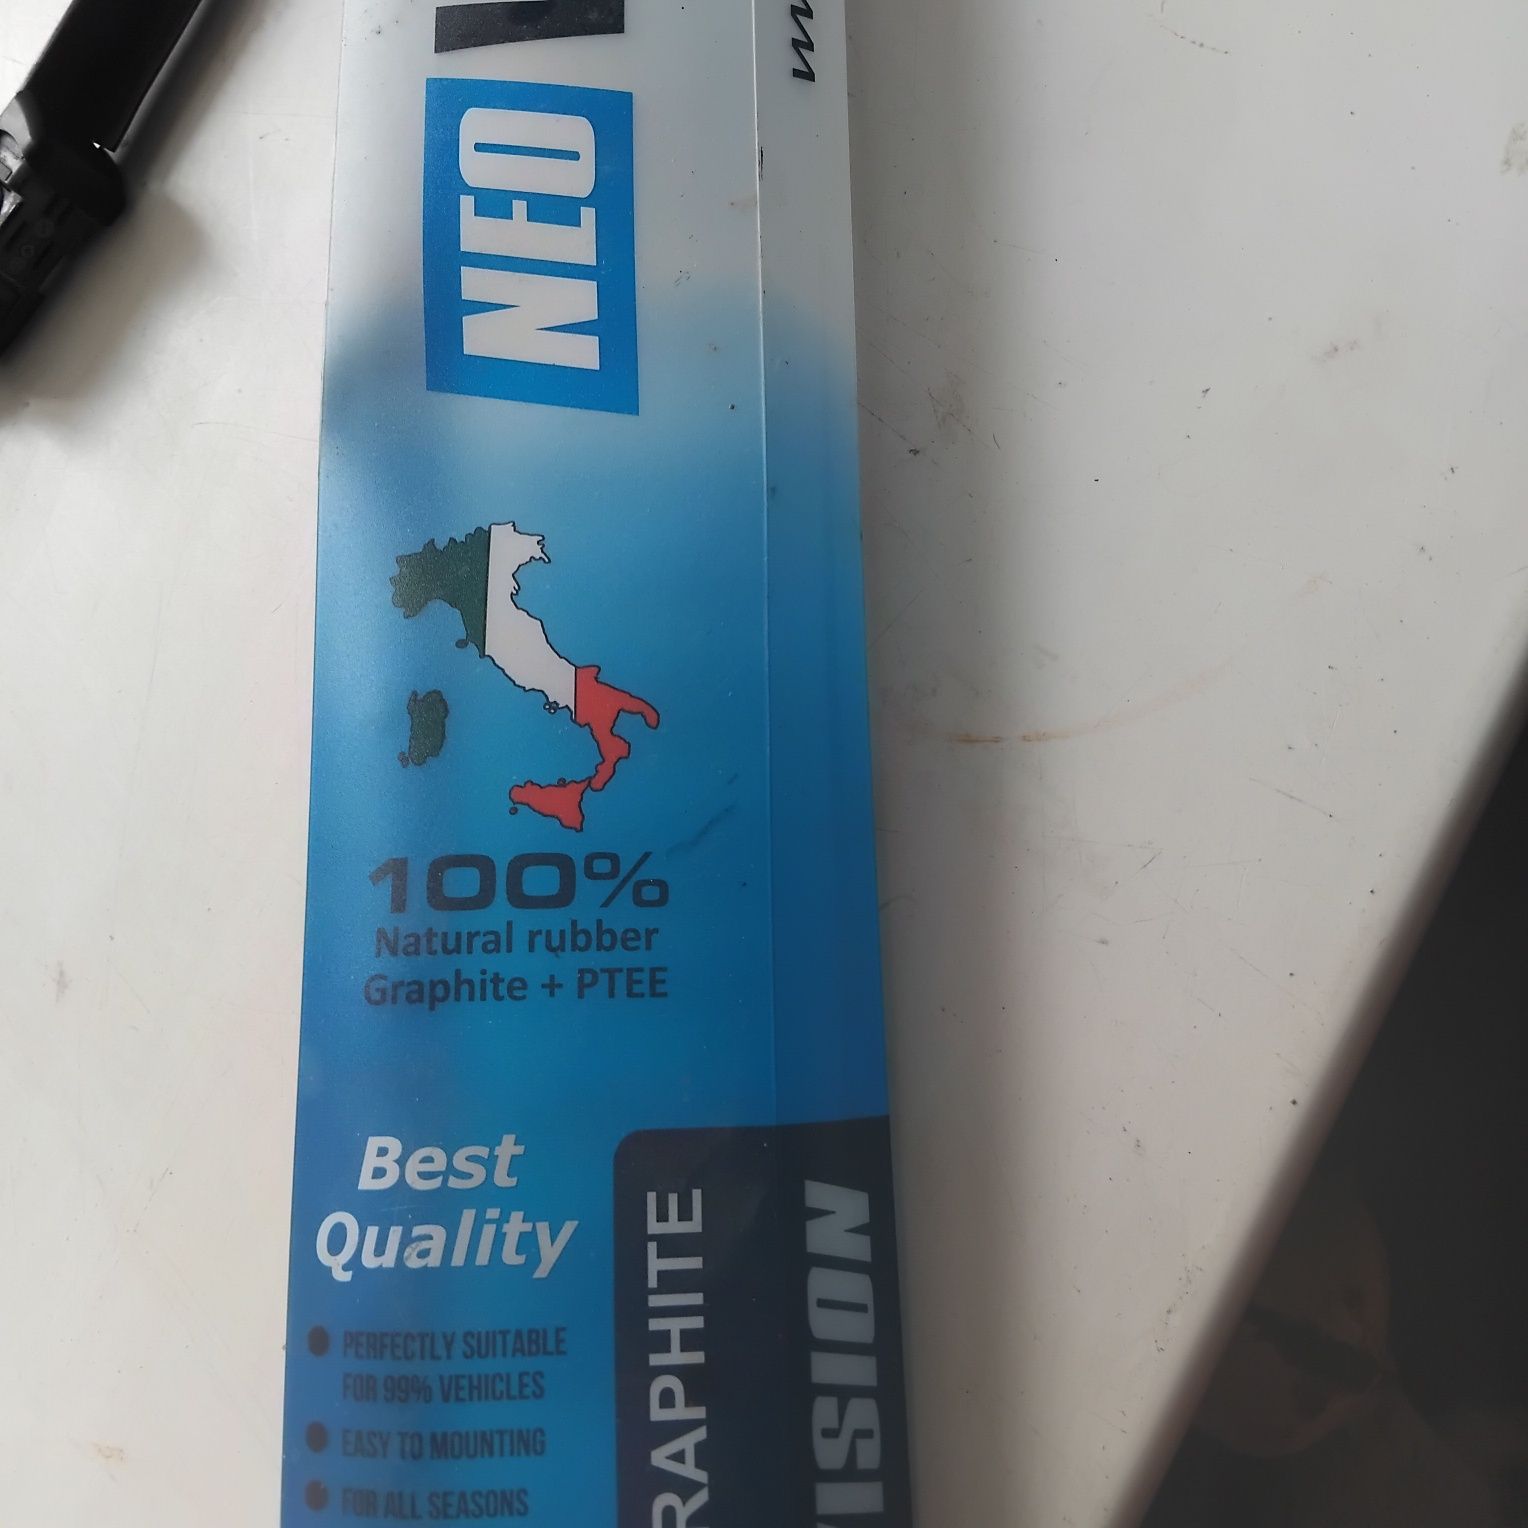 NEO
100%
Natural rubber
Graphite + PTEE
Best
Quality
PERFECTLY SUITABLE
FOR 99% VEHICLES
EASY TO MOUNTING
FOR ALL SEASONS
RAPHITE
VISION